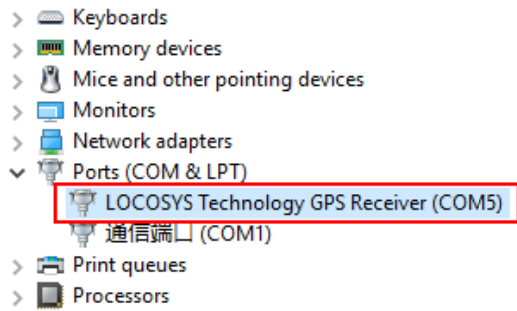 Keyboards
Memory devices
Mice and other pointing devices
Monitors
Network adapters
Ports (COM & LPT)
LOCOSYS Technology GPS Receiver (COM5)
通信端口 (COM1)
Print queues
Processors